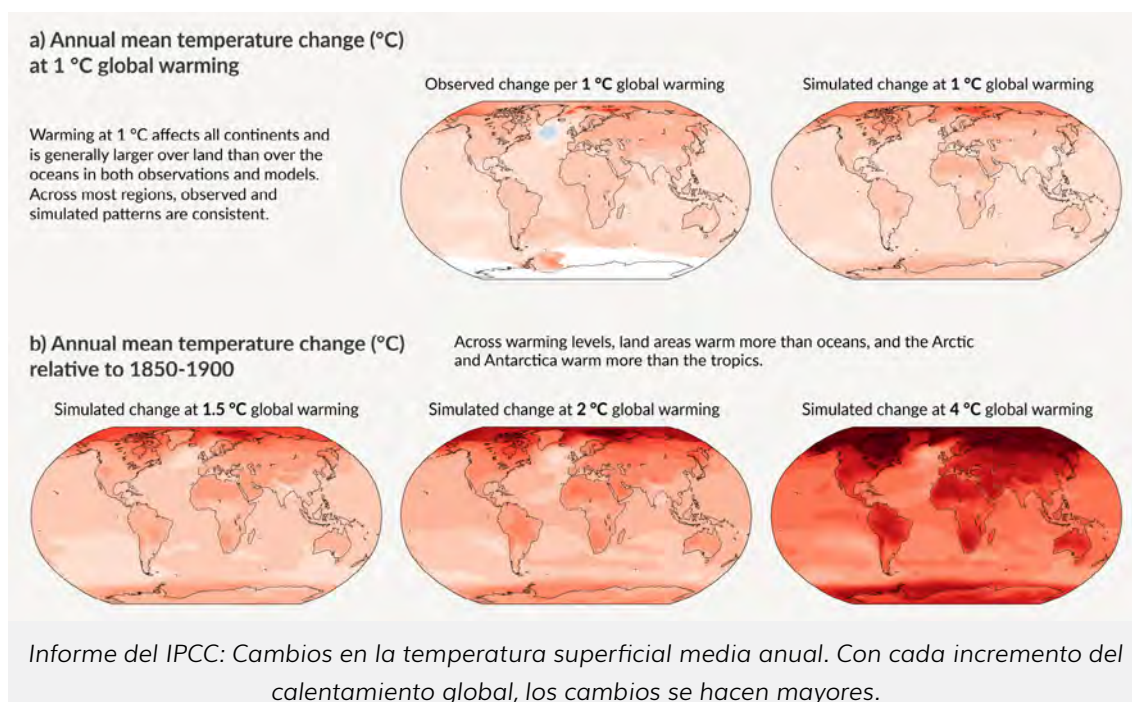 a) Annual mean temperature change (°C)
at 1 °C global warming
Warming at 1 °C affects all continents and
is generally larger over land than over the
oceans in both observations and models.
Across most regions, observed and
simulated patterns are consistent.
Observed change per 1 °C global warming
Simulated change at 1 °C global warming
b) Annual mean temperature change (°C)
relative to 1850-1900
Across warming levels, land areas warm more than oceans, and the Arctic
and Antarctica warm more than the tropics.
Simulated change at 1.5 °C global warming
Simulated change at 2 °C global warming
Simulated change at 4 °C global warming
Informe del IPCC: Cambios en la temperatura superficial media anual. Con cada incremento del
calentamiento global, los cambios se hacen mayores.